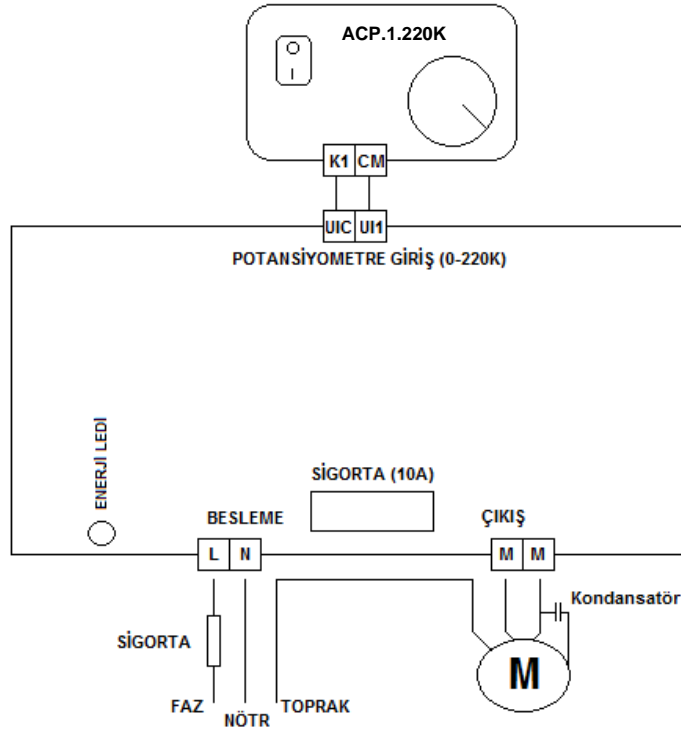 ACP.1.220K
O
I
K1 CM
UIC UI1
POTANSİYOMETRE GİRİŞ (0-220K)
ENERJİ LEDİ
SİGORTA (10A)
BESLEME
ÇIKIŞ
L N
M M
Kondansatör
SİGORTA
M
FAZ
NÖTR
TOPRAK